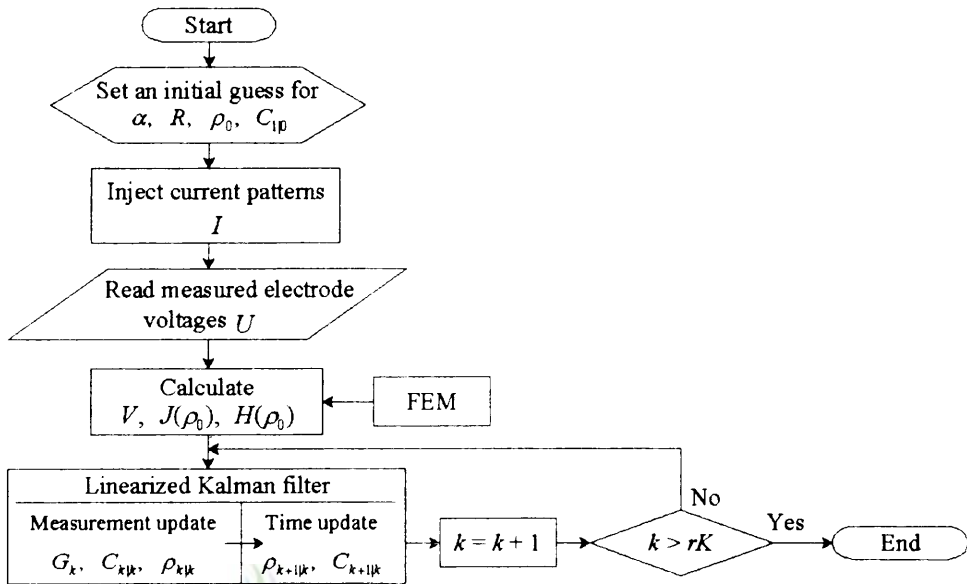 Start
Set an initial guess for
α, R, ρ₀, C₁|₀
Inject current patterns
I
Read measured electrode
voltages U
Calculate
V, J(ρ₀), H(ρ₀)
FEM
Linearized Kalman filter
Measurement update
Gₖ, Cₖ|ₖ, ρₖ|ₖ
Time update
ρₖ₊₁|ₖ, Cₖ₊₁|ₖ
k = k + 1
k > rK
No
Yes
End